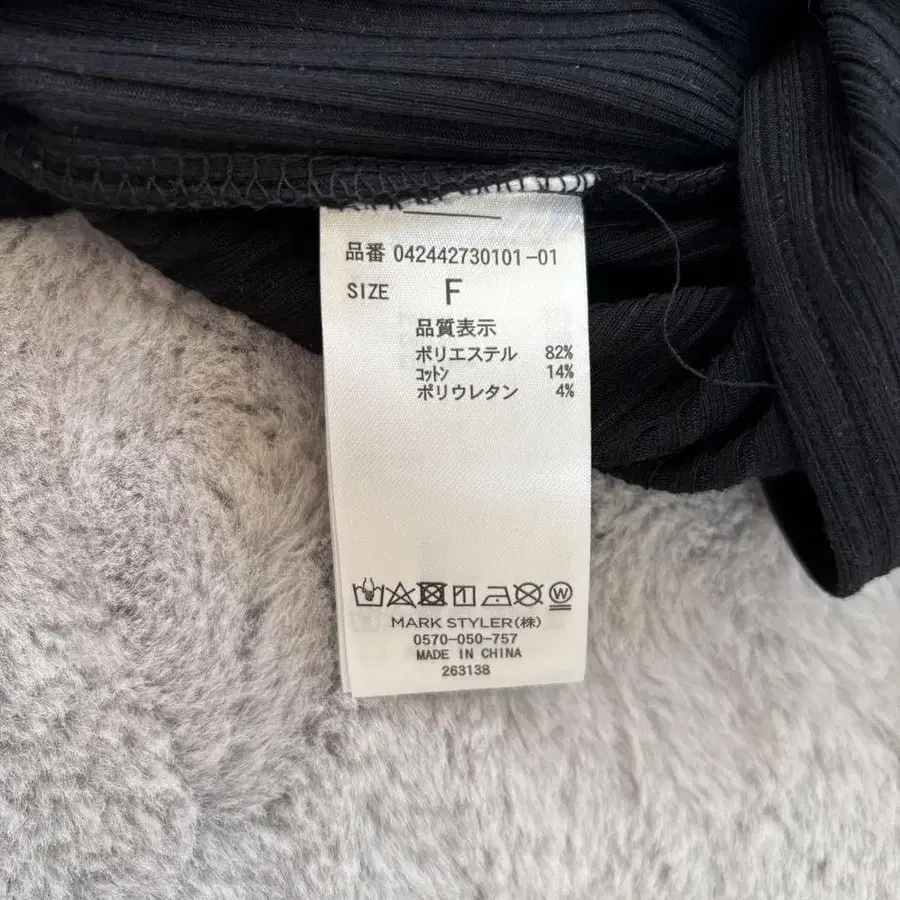 品番 042442730101-01
SIZE F
品質表示
ポリエステル 82%
コットン 14%
ポリウレタン 4%
MARK STYLER(株)
0570-050-757
MADE IN CHINA
263138